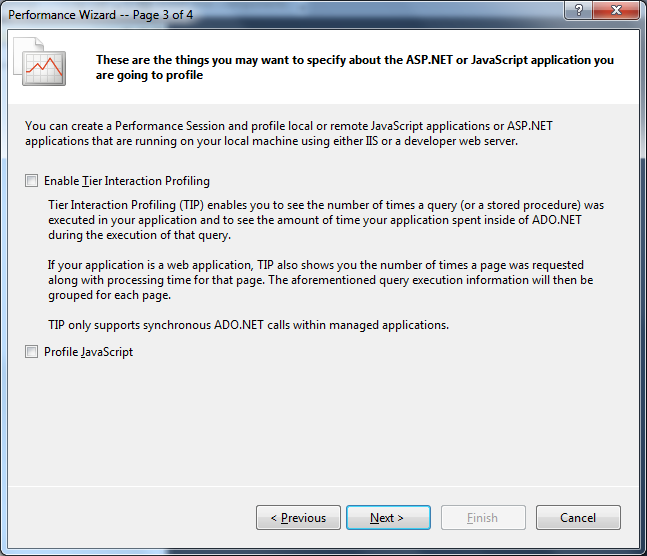 Performance Wizard -- Page 3 of 4
?
These are the things you may want to specify about the ASP.NET or JavaScript application you
are going to profile
You can create a Performance Session and profile local or remote JavaScript applications or ASP.NET
applications that are running on your local machine using either IIS or a developer web server.
Enable Tier Interaction Profiling
Tier Interaction Profiling (TIP) enables you to see the number of times a query (or a stored procedure) was
executed in your application and to see the amount of time your application spent inside of ADO.NET
during the execution of that query.
If your application is a web application, TIP also shows you the number of times a page was requested
along with processing time for that page. The aforementioned query execution information will then be
grouped for each page.
TIP only supports synchronous ADO.NET calls within managed applications.
Profile JavaScript
< Previous
Next >
Finish
Cancel